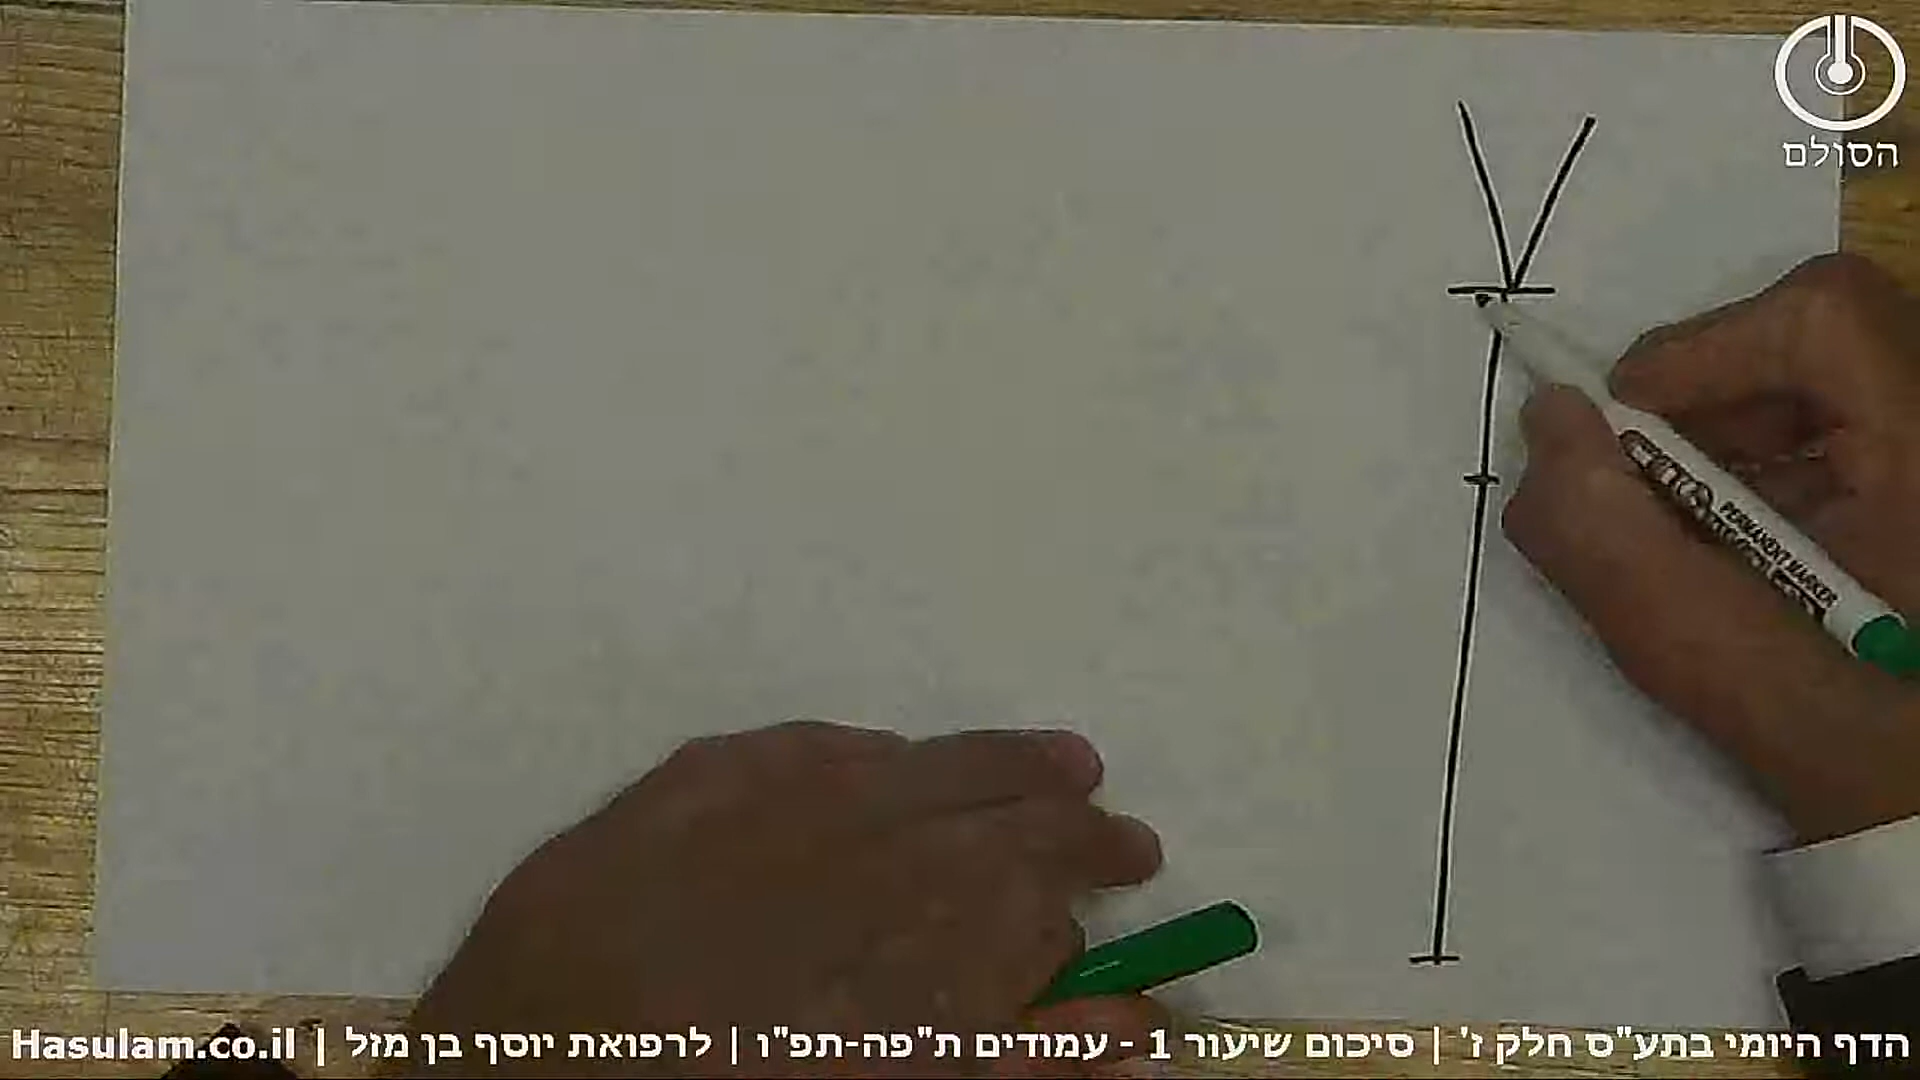 הסולם
PERMANENT MARKER
הדף היומי בתע"ס חלק ז' | סיכום שיעור 1 - עמודים ת"פה-תפ"ו | לרפואת יוסף בן מזל | Hasulam.co.il